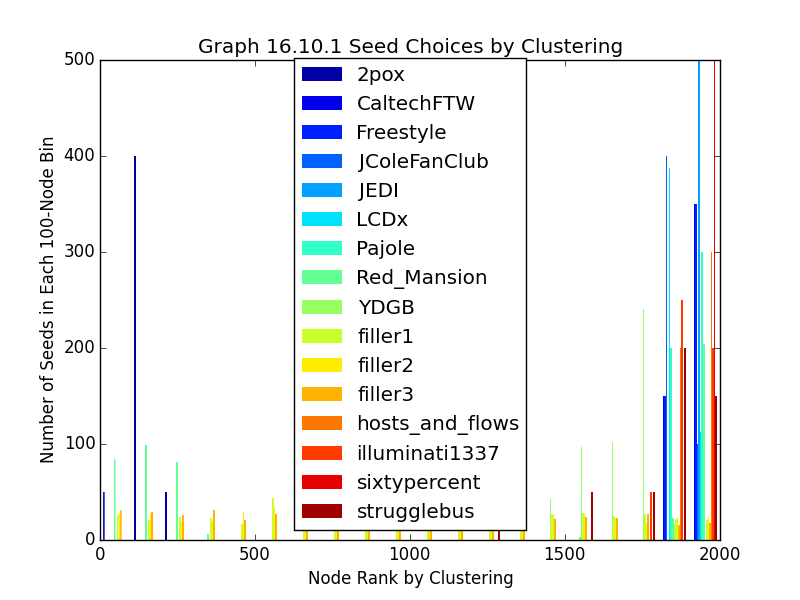 Graph 16.10.1 Seed Choices by Clustering
Number of Seeds in Each 100-Node Bin
500
400
300
200
100
0
2pox
CaltechFTW
Freestyle
JColeFanClub
JEDI
LCDx
Pajole
Red_Mansion
YDGB
filler1
filler2
filler3
hosts_and_flows
illuminati1337
sixtypercent
strugglebus
0 500 1000 1500 2000
Node Rank by Clustering